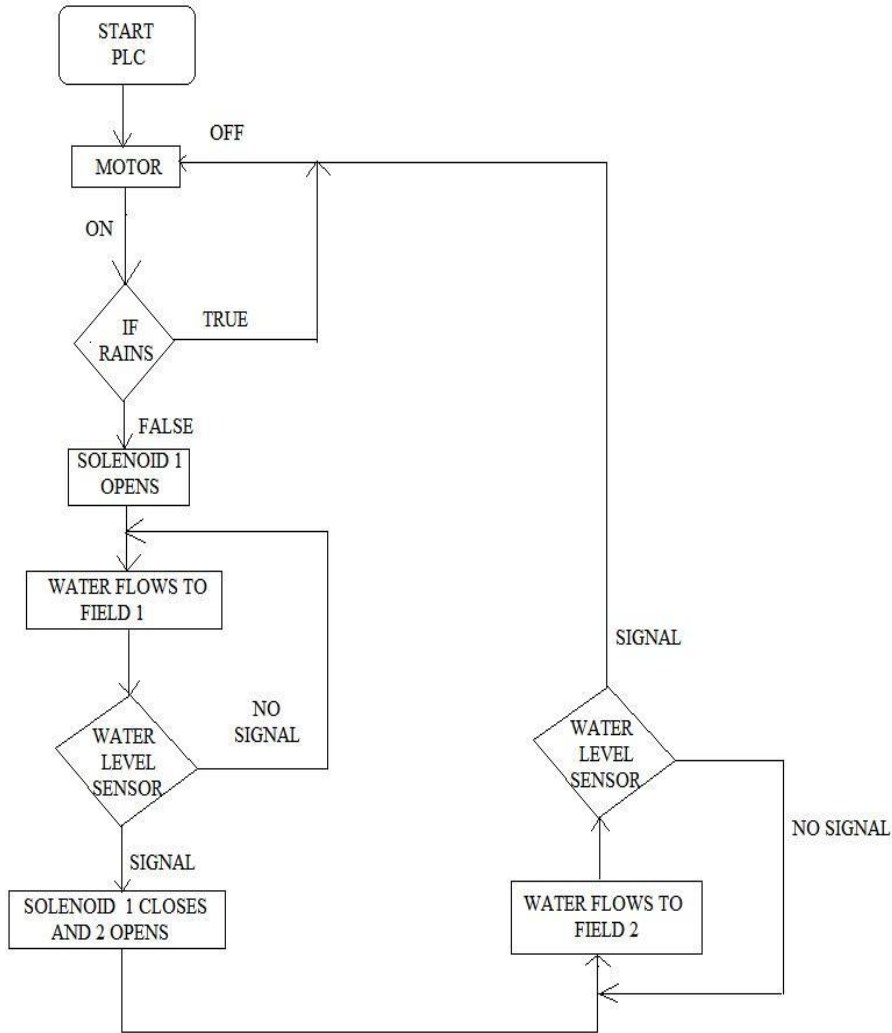 START
PLC
OFF
MOTOR
ON
IF
RAINS
TRUE
FALSE
SOLENOID 1
OPENS
WATER FLOWS TO
FIELD 1
NO
SIGNAL
WATER
LEVEL
SENSOR
SIGNAL
SOLENOID 1 CLOSES
AND 2 OPENS
SIGNAL
WATER
LEVEL
SENSOR
NO SIGNAL
WATER FLOWS TO
FIELD 2